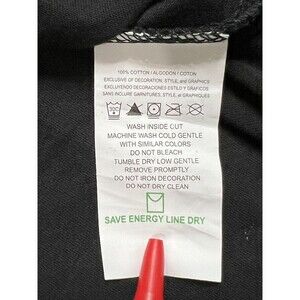 100% COTTON / ALGODON / COTON
EXCLUSIVE OF DECORATION, STYLE, and GRAPHICS
EXCLUYENDO DECORACIONES ESTILO Y GRAFICOS
SANS INCLURE GARNITURES, STYLE, et GRAPHIQUES
30C
WASH INSIDE OUT
MACHINE WASH COLD GENTLE
WITH SIMILAR COLORS
DO NOT BLEACH
TUMBLE DRY LOW GENTLE
REMOVE PROMPTLY
DO NOT IRON DECORATION
DO NOT DRY CLEAN
SAVE ENERGY LINE DRY